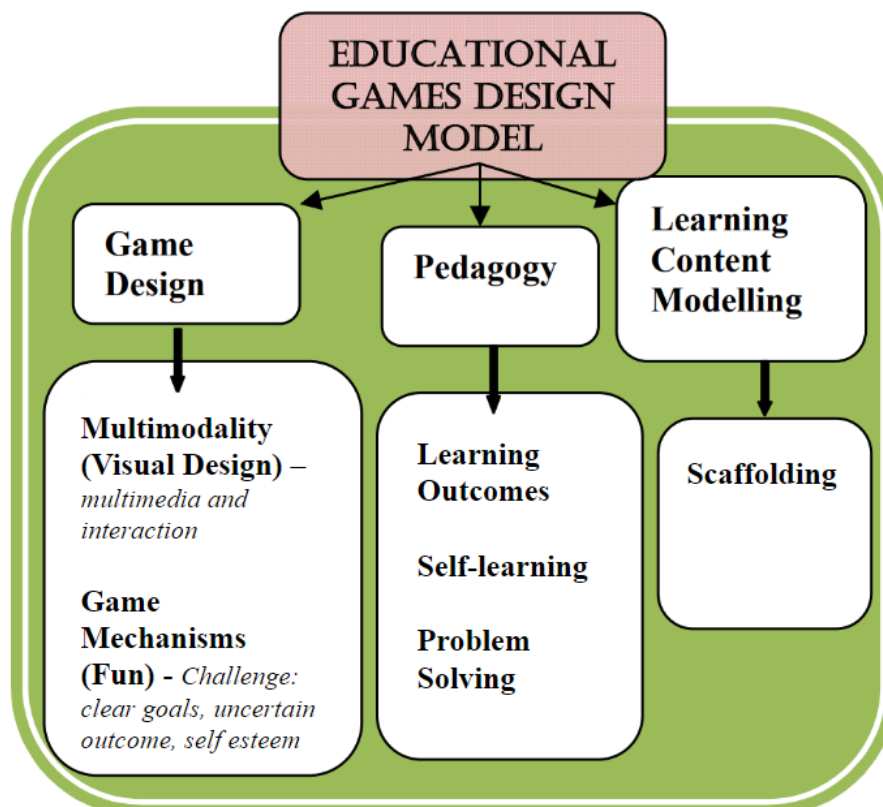 EDUCATIONAL
GAMES DESIGN
MODEL
Game
Design
Pedagogy
Learning
Content
Modelling
Multimodality
(Visual Design) –
multimedia and
interaction
Game
Mechanisms
(Fun) - Challenge:
clear goals, uncertain
outcome, self esteem
Learning
Outcomes
Self-learning
Problem
Solving
Scaffolding